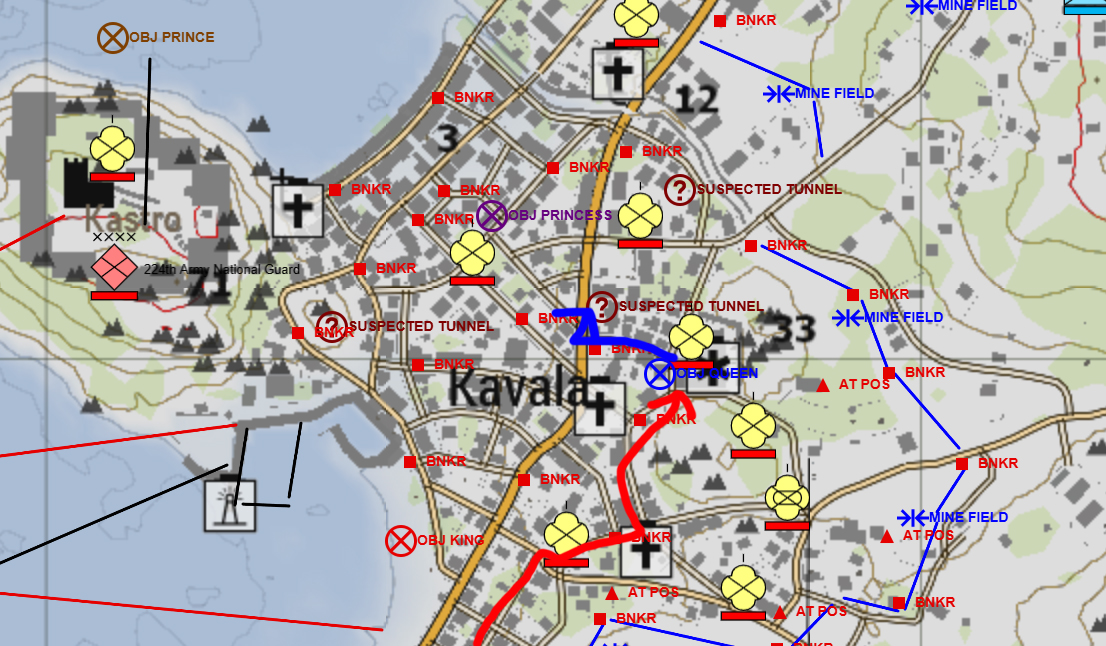 BNKR
MINE FIELD
OBJ PRINCE
MINE FIELD
BNKR
12
3
BNKR
BNKR
BNKR
BNKR
SUSPECTED TUNNEL
BNKR
OBJ PRINCESS
Kastro
XXXX
BNKR
224th Army National Guard
BNKR
71
BNKR
SUSPECTED TUNNEL
BNKR
MINE FIELD
BNKR
SUSPECTED TUNNEL
33
BNKR
BNKR
OBJ QUEEN
BNKR
Kavala
AT POS
BNKR
BNKR
BNKR
BNKR
MINE FIELD
BNKR
OBJ KING
AT POS
AT POS
BNKR
AT POS
BNKR
BNKR